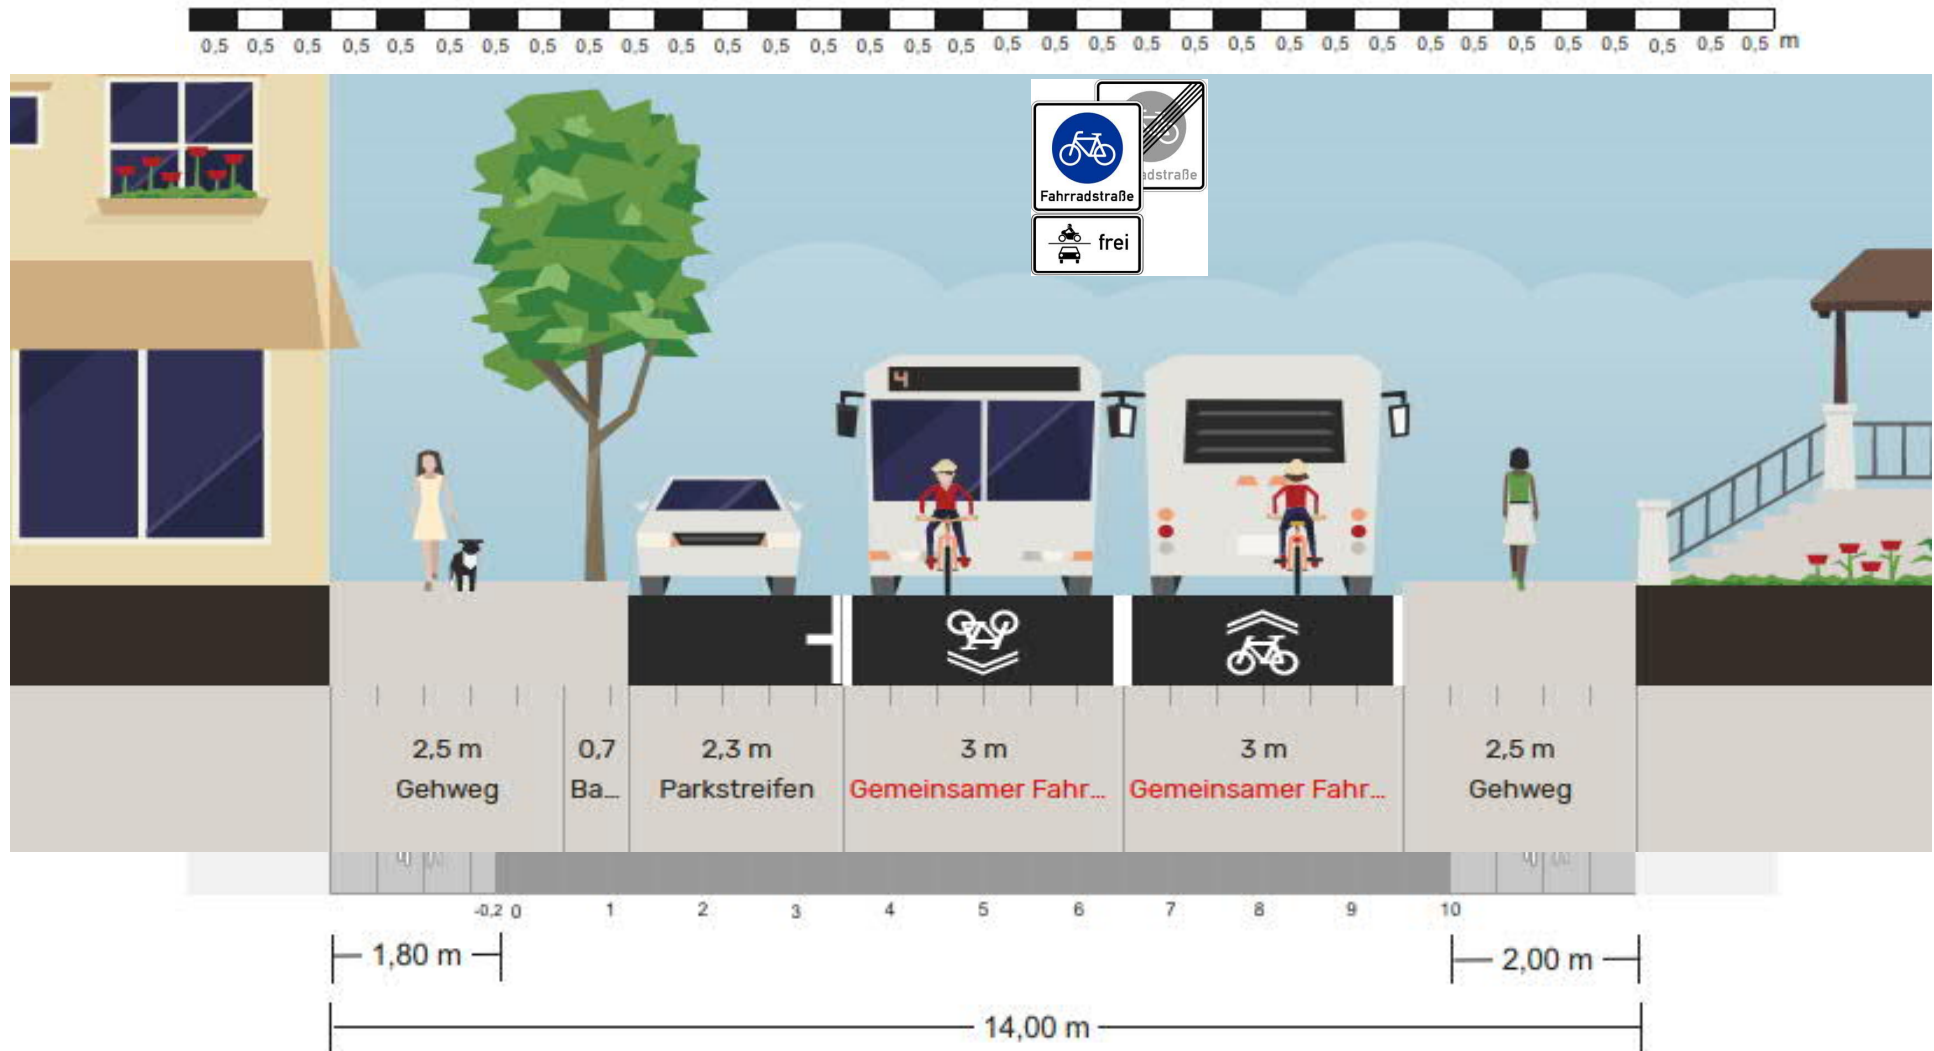 0,5 0,5 0,5 0,5 0,5 0,5 0,5 0,5 0,5 0,5 0,5 0,5 0,5 0,5 0,5 0,5 0,5 0,5 0,5 0,5 0,5 0,5 0,5 0,5 0,5 0,5 0,5 0,5 0,5 0,5 0,5 0,5 0,5 0,5 m
adstraße
Fahrradstraße
frei
4
2,5 m 0,7 2,3 m 3 m 3 m 2,5 m
Gehweg Ba... Parkstreifen Gemeinsamer Fahr... Gemeinsamer Fahr... Gehweg
-0,2 0 1 2 3 4 5 6 7 8 9 10
1,80 m 2,00 m
14,00 m